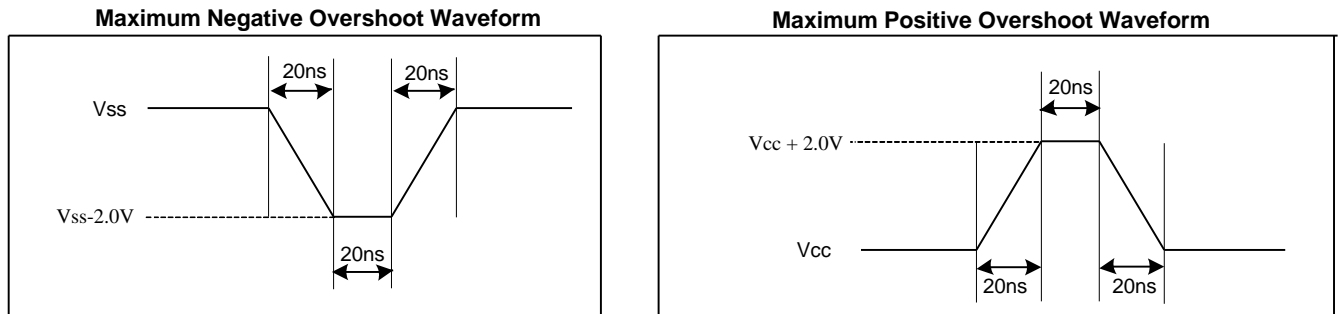 Maximum Negative Overshoot Waveform
20ns 20ns
Vss
Vss-2.0V
20ns
Maximum Positive Overshoot Waveform
20ns
Vcc + 2.0V
Vcc
20ns 20ns